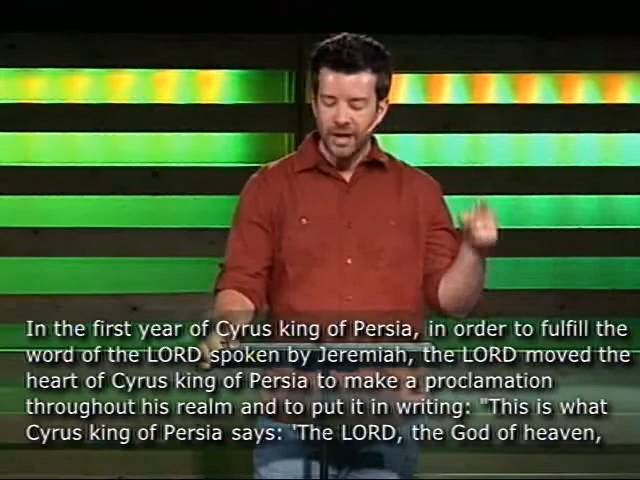 In the first year of Cyrus king of Persia, in order to fulfill the
word of the LORD spoken by Jeremiah, the LORD moved the
heart of Cyrus king of Persia to make a proclamation
throughout his realm and to put it in writing: "This is what
Cyrus king of Persia says: 'The LORD, the God of heaven,